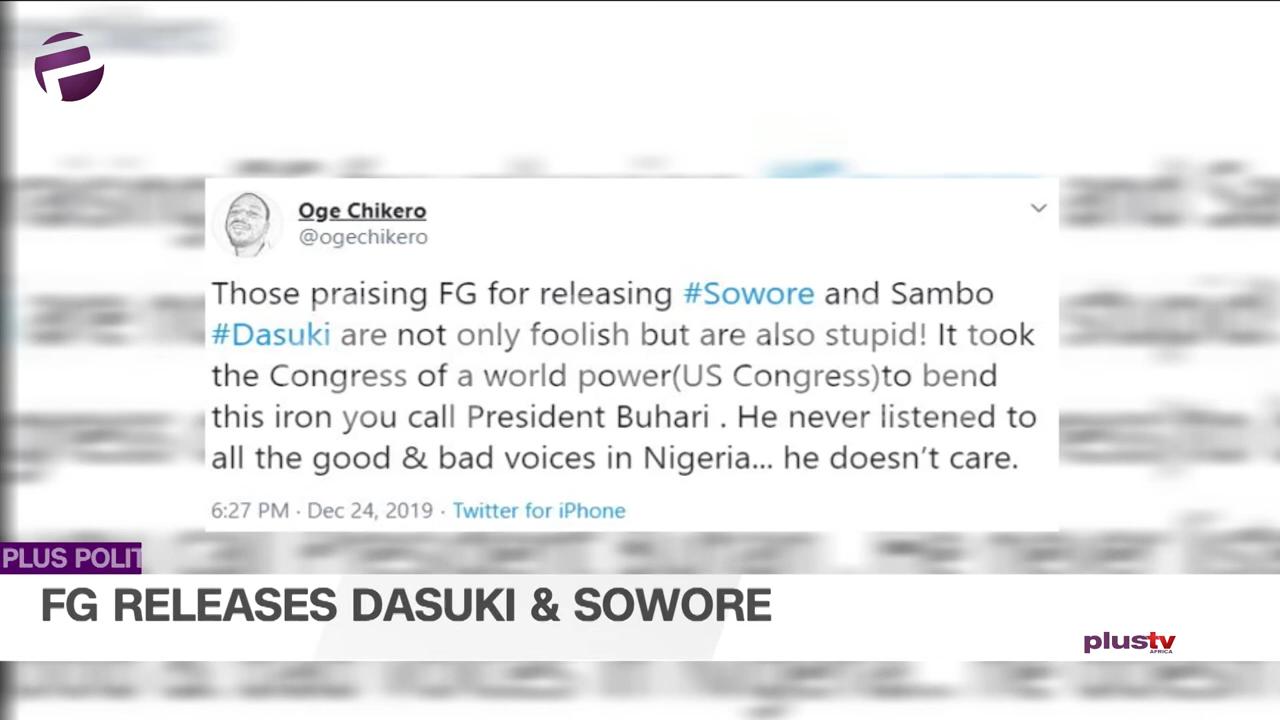 Oge Chikero
@ogechikero
Those praising FG for releasing #Sowore and Sambo
#Dasuki are not only foolish but are also stupid! It took
the Congress of a world power(US Congress)to bend
this iron you call President Buhari . He never listened to
all the good & bad voices in Nigeria... he doesn't care.
6:27 PM · Dec 24, 2019 · Twitter for iPhone
PLUS POLIT
FG RELEASES DASUKI & SOWORE
plustv
AFRICA